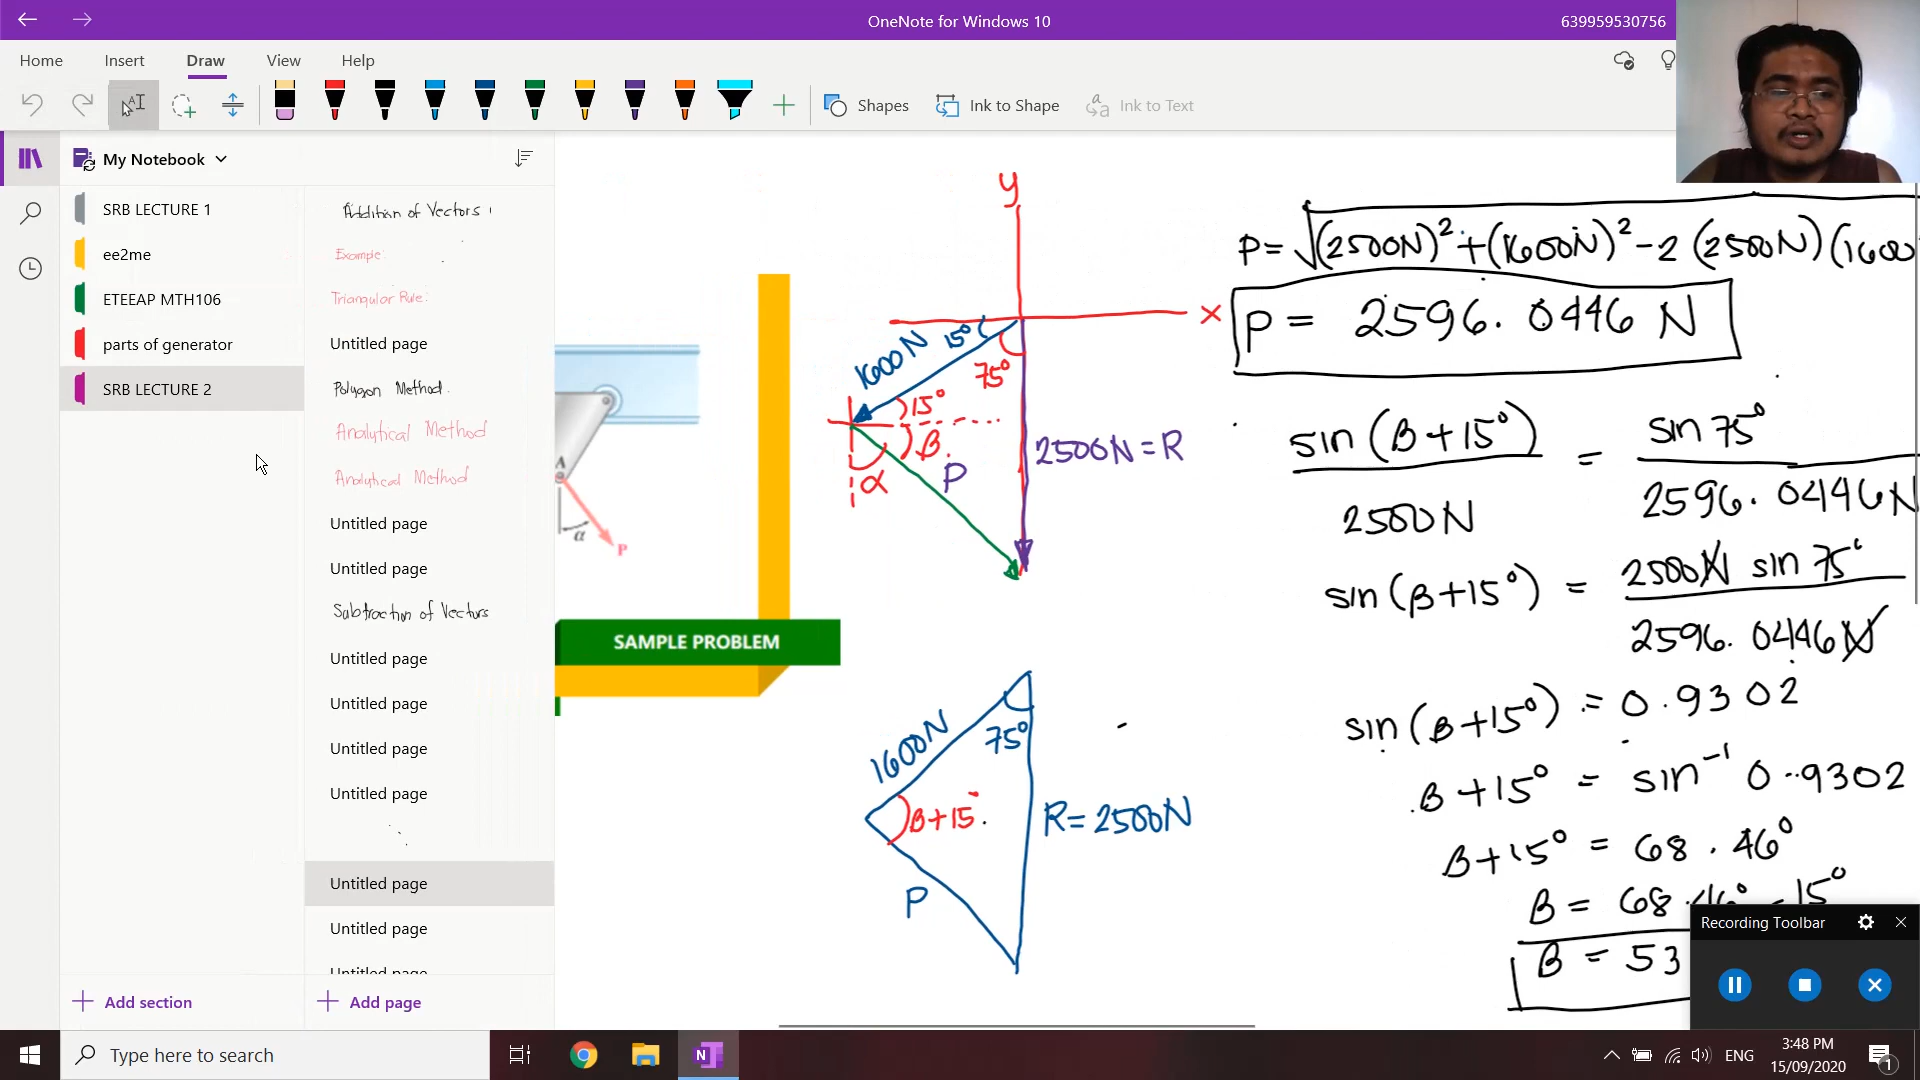 OneNote for Windows 10
639959530756
Home Insert Draw View Help
Shapes Ink to Shape Ink to Text
My Notebook
SRB LECTURE 1
ee2me
ETEEAP MTH106
parts of generator
SRB LECTURE 2
Addition of Vectors
Example:
Triangular Rule:
Untitled page
Polygon Method.
Analytical Method
Analytical Method
Untitled page
Untitled page
Subtraction of Vectors
Untitled page
Untitled page
Untitled page
Untitled page
Untitled page
Untitled page
Untitled page
Add section
Add page
A
α
P
SAMPLE PROBLEM
y
x
1600N 15°
75°
15°
β
α
P
2500N = R
1600N
75°
β+15°
R = 2500N
P
P = √(2500N)² + (1600N)² - 2 (2500N) (1600
P = 2596.0446 N
sin (β+15°) = sin 75°
2500N 2596.0446N
sin (β+15°) = 2500N sin 75°
2596.0446N
sin (β+15°) = 0.9302
β+15° = sin⁻¹ 0.9302
β+15° = 68.46°
β = 68.46° - 15°
β = 53
Recording Toolbar
Type here to search
ENG
3:48 PM
15/09/2020
1